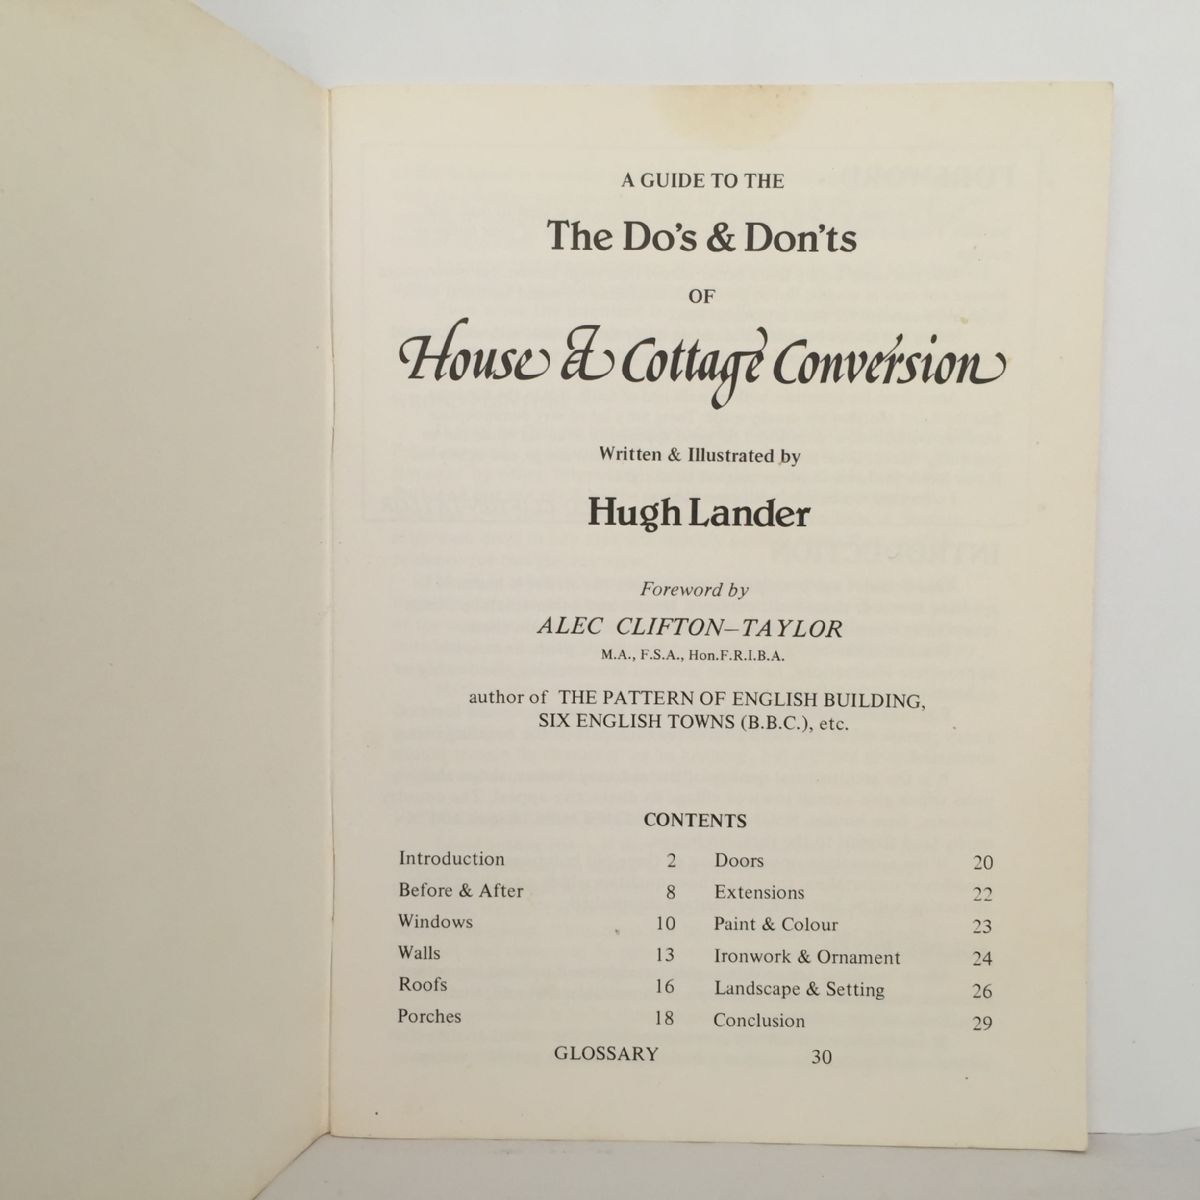 A GUIDE TO THE
The Do's & Don'ts
OF
House & Cottage Conversion
Written & Illustrated by
Hugh Lander
Foreword by
ALEC CLIFTON–TAYLOR
M.A., F.S.A., Hon.F.R.I.B.A.
author of THE PATTERN OF ENGLISH BUILDING,
SIX ENGLISH TOWNS (B.B.C.), etc.
CONTENTS
Introduction 2
Before & After 8
Windows 10
Walls 13
Roofs 16
Porches 18
Doors 20
Extensions 22
Paint & Colour 23
Ironwork & Ornament 24
Landscape & Setting 26
Conclusion 29
GLOSSARY 30